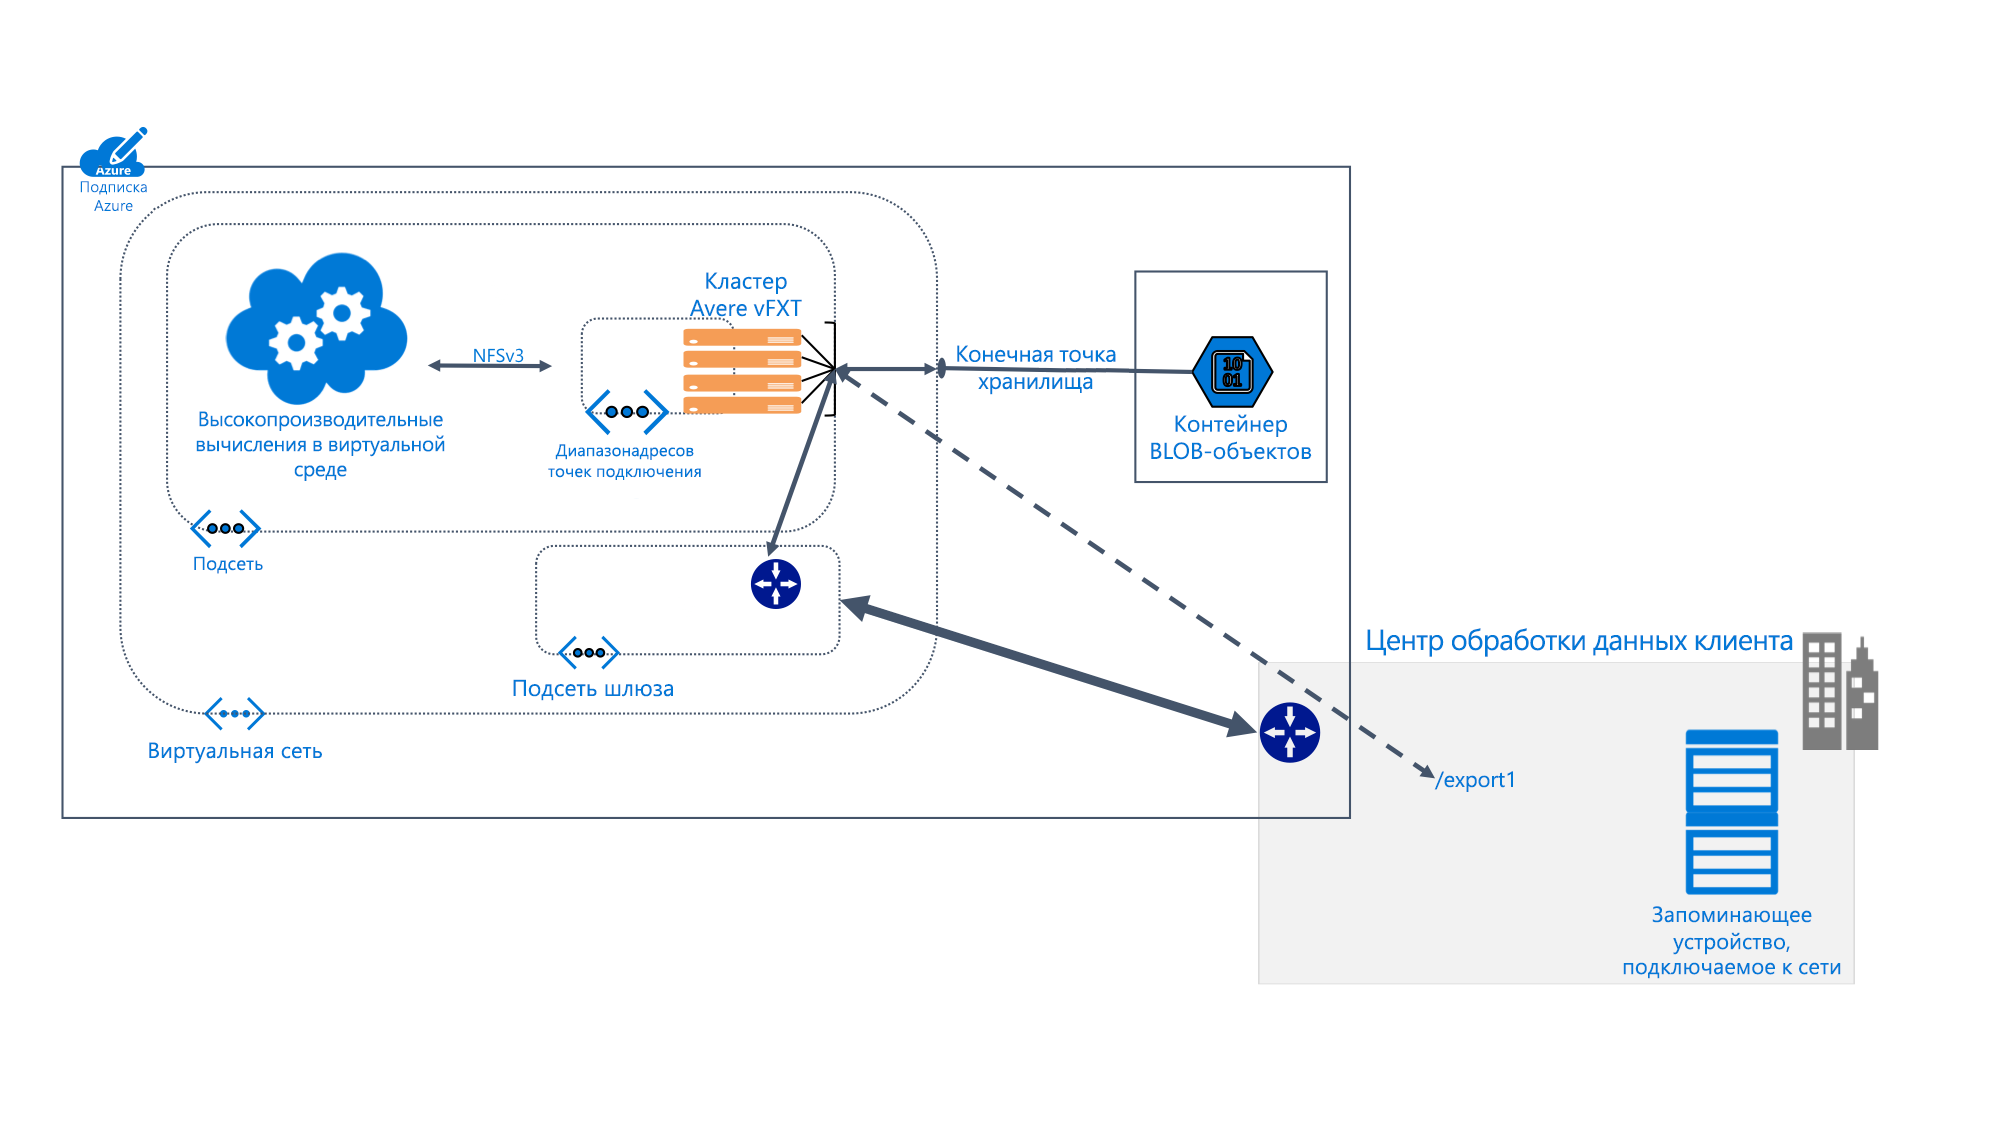 Azure
Подписка
Azure
Кластер
Avere vFXT
NFSv3
Высокопроизводительные
вычисления в виртуальной
среде
Диапазонадресов
точек подключения
Конечная точка
хранилища
10
01
Контейнер
BLOB-объектов
Подсеть
Подсеть шлюза
Виртуальная сеть
Центр обработки данных клиента
/export1
Запоминающее
устройство,
подключаемое к сети